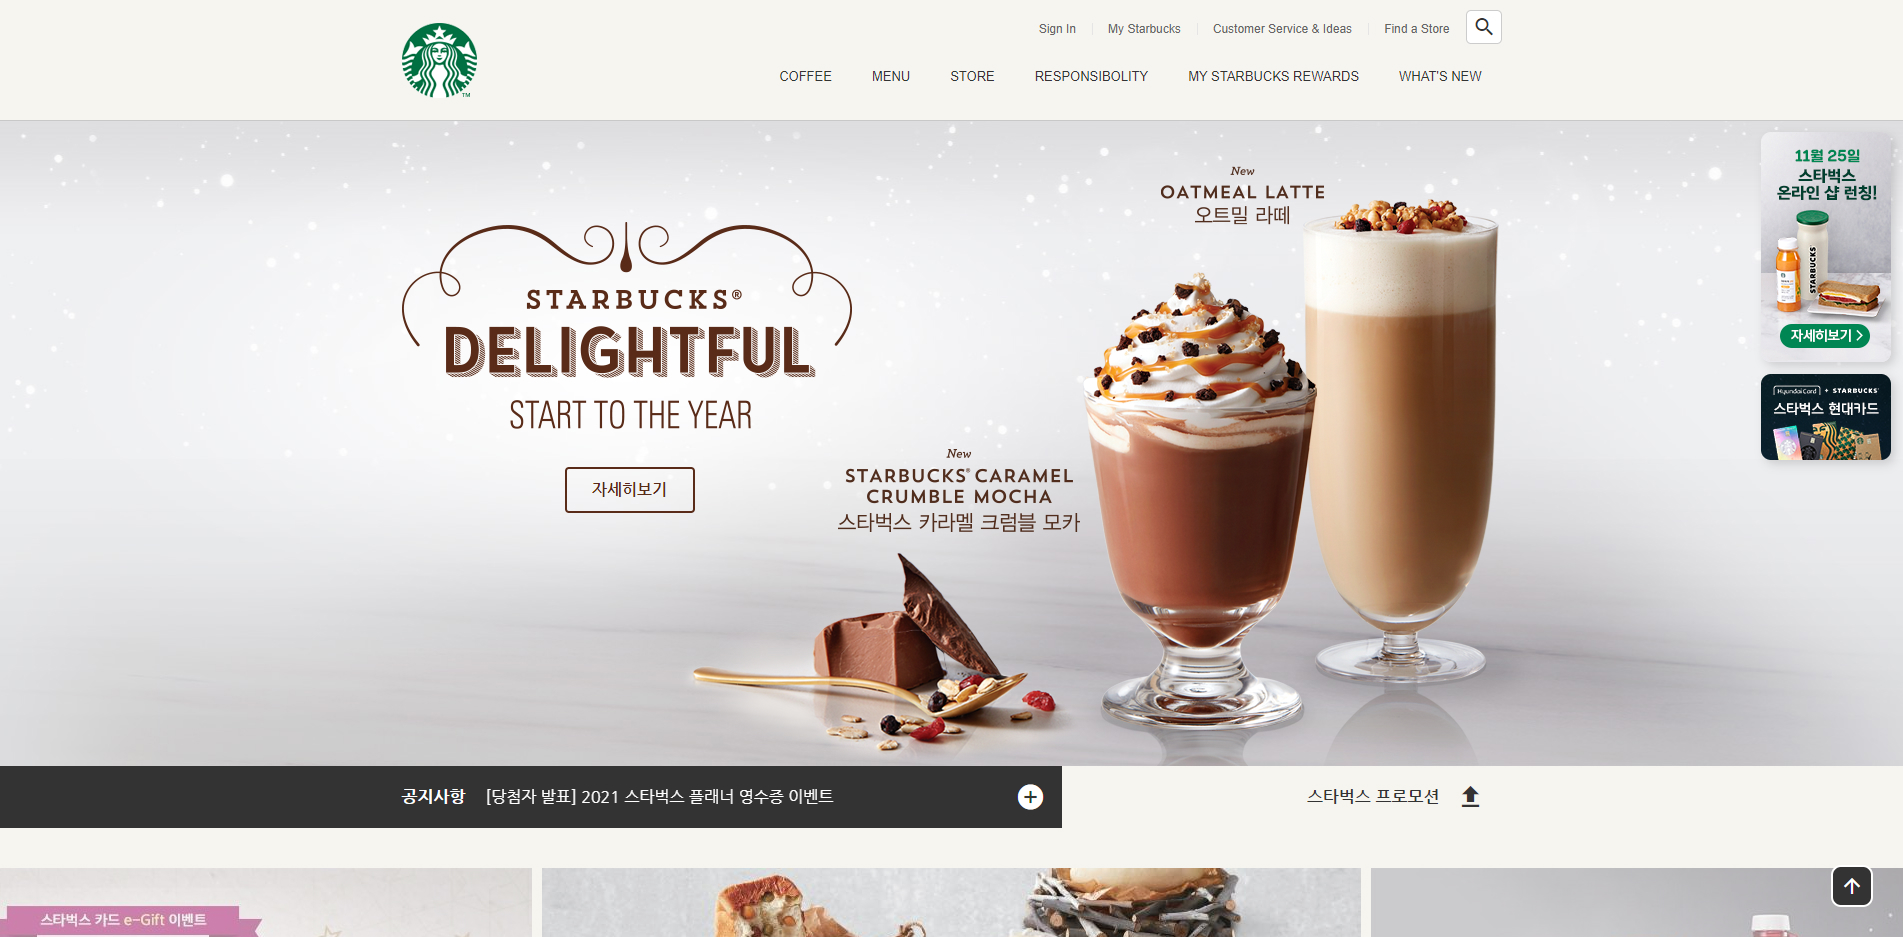 Sign In
My Starbucks
Customer Service & Ideas
Find a Store
COFFEE
MENU
STORE
RESPONSIBOLITY
MY STARBUCKS REWARDS
WHAT'S NEW
TM
STARBUCKS®
DELIGHTFUL
START TO THE YEAR
자세히보기
New
OATMEAL LATTE
오트밀 라떼
New
STARBUCKS® CARAMEL
CRUMBLE MOCHA
스타벅스 카라멜 크럼블 모카
11월 25일
스타벅스
온라인 샵 런칭!
STARBUCKS
자세히보기 >
HyundaiCard + STARBUCKS
스타벅스 현대카드
공지사항
[당첨자 발표] 2021 스타벅스 플래너 영수증 이벤트
스타벅스 프로모션
스타벅스 카드 e-Gift 이벤트